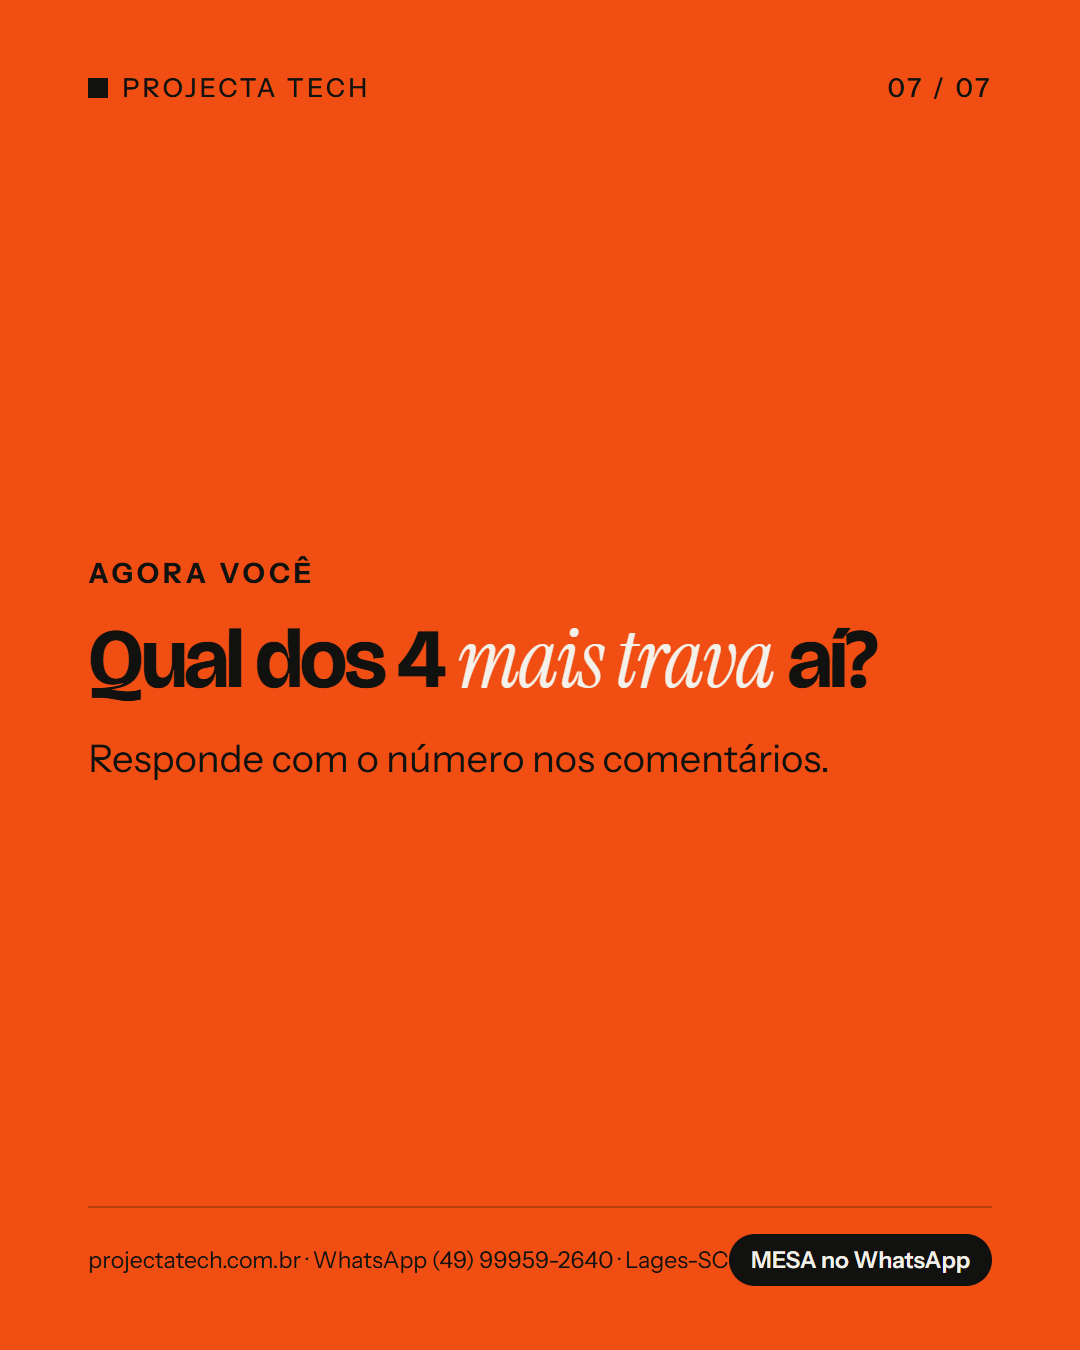 PROJECTA TECH
07 / 07
AGORA VOCÊ
Qual dos 4 mais trava aí?
Responde com o número nos comentários.
projectatech.com.br · WhatsApp (49) 99959-2640 · Lages-SC
MESA no WhatsApp